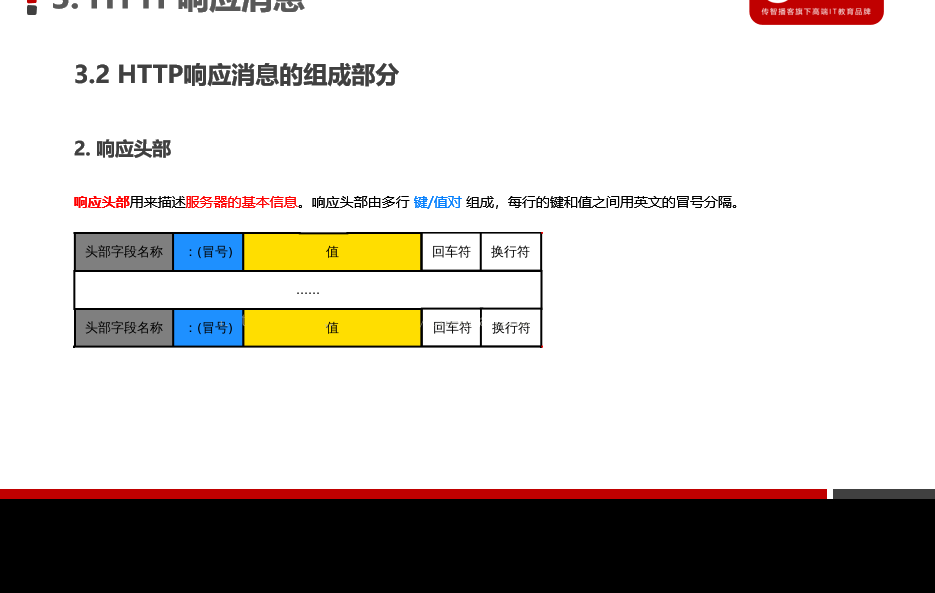 3. HTTP响应消息
传智播客旗下高端IT教育品牌
3.2 HTTP响应消息的组成部分
2. 响应头部
响应头部用来描述服务器的基本信息。响应头部由多行 键/值对 组成，每行的键和值之间用英文的冒号分隔。
头部字段名称 ：(冒号) 值 回车符 换行符
……
头部字段名称 ：(冒号) 值 回车符 换行符